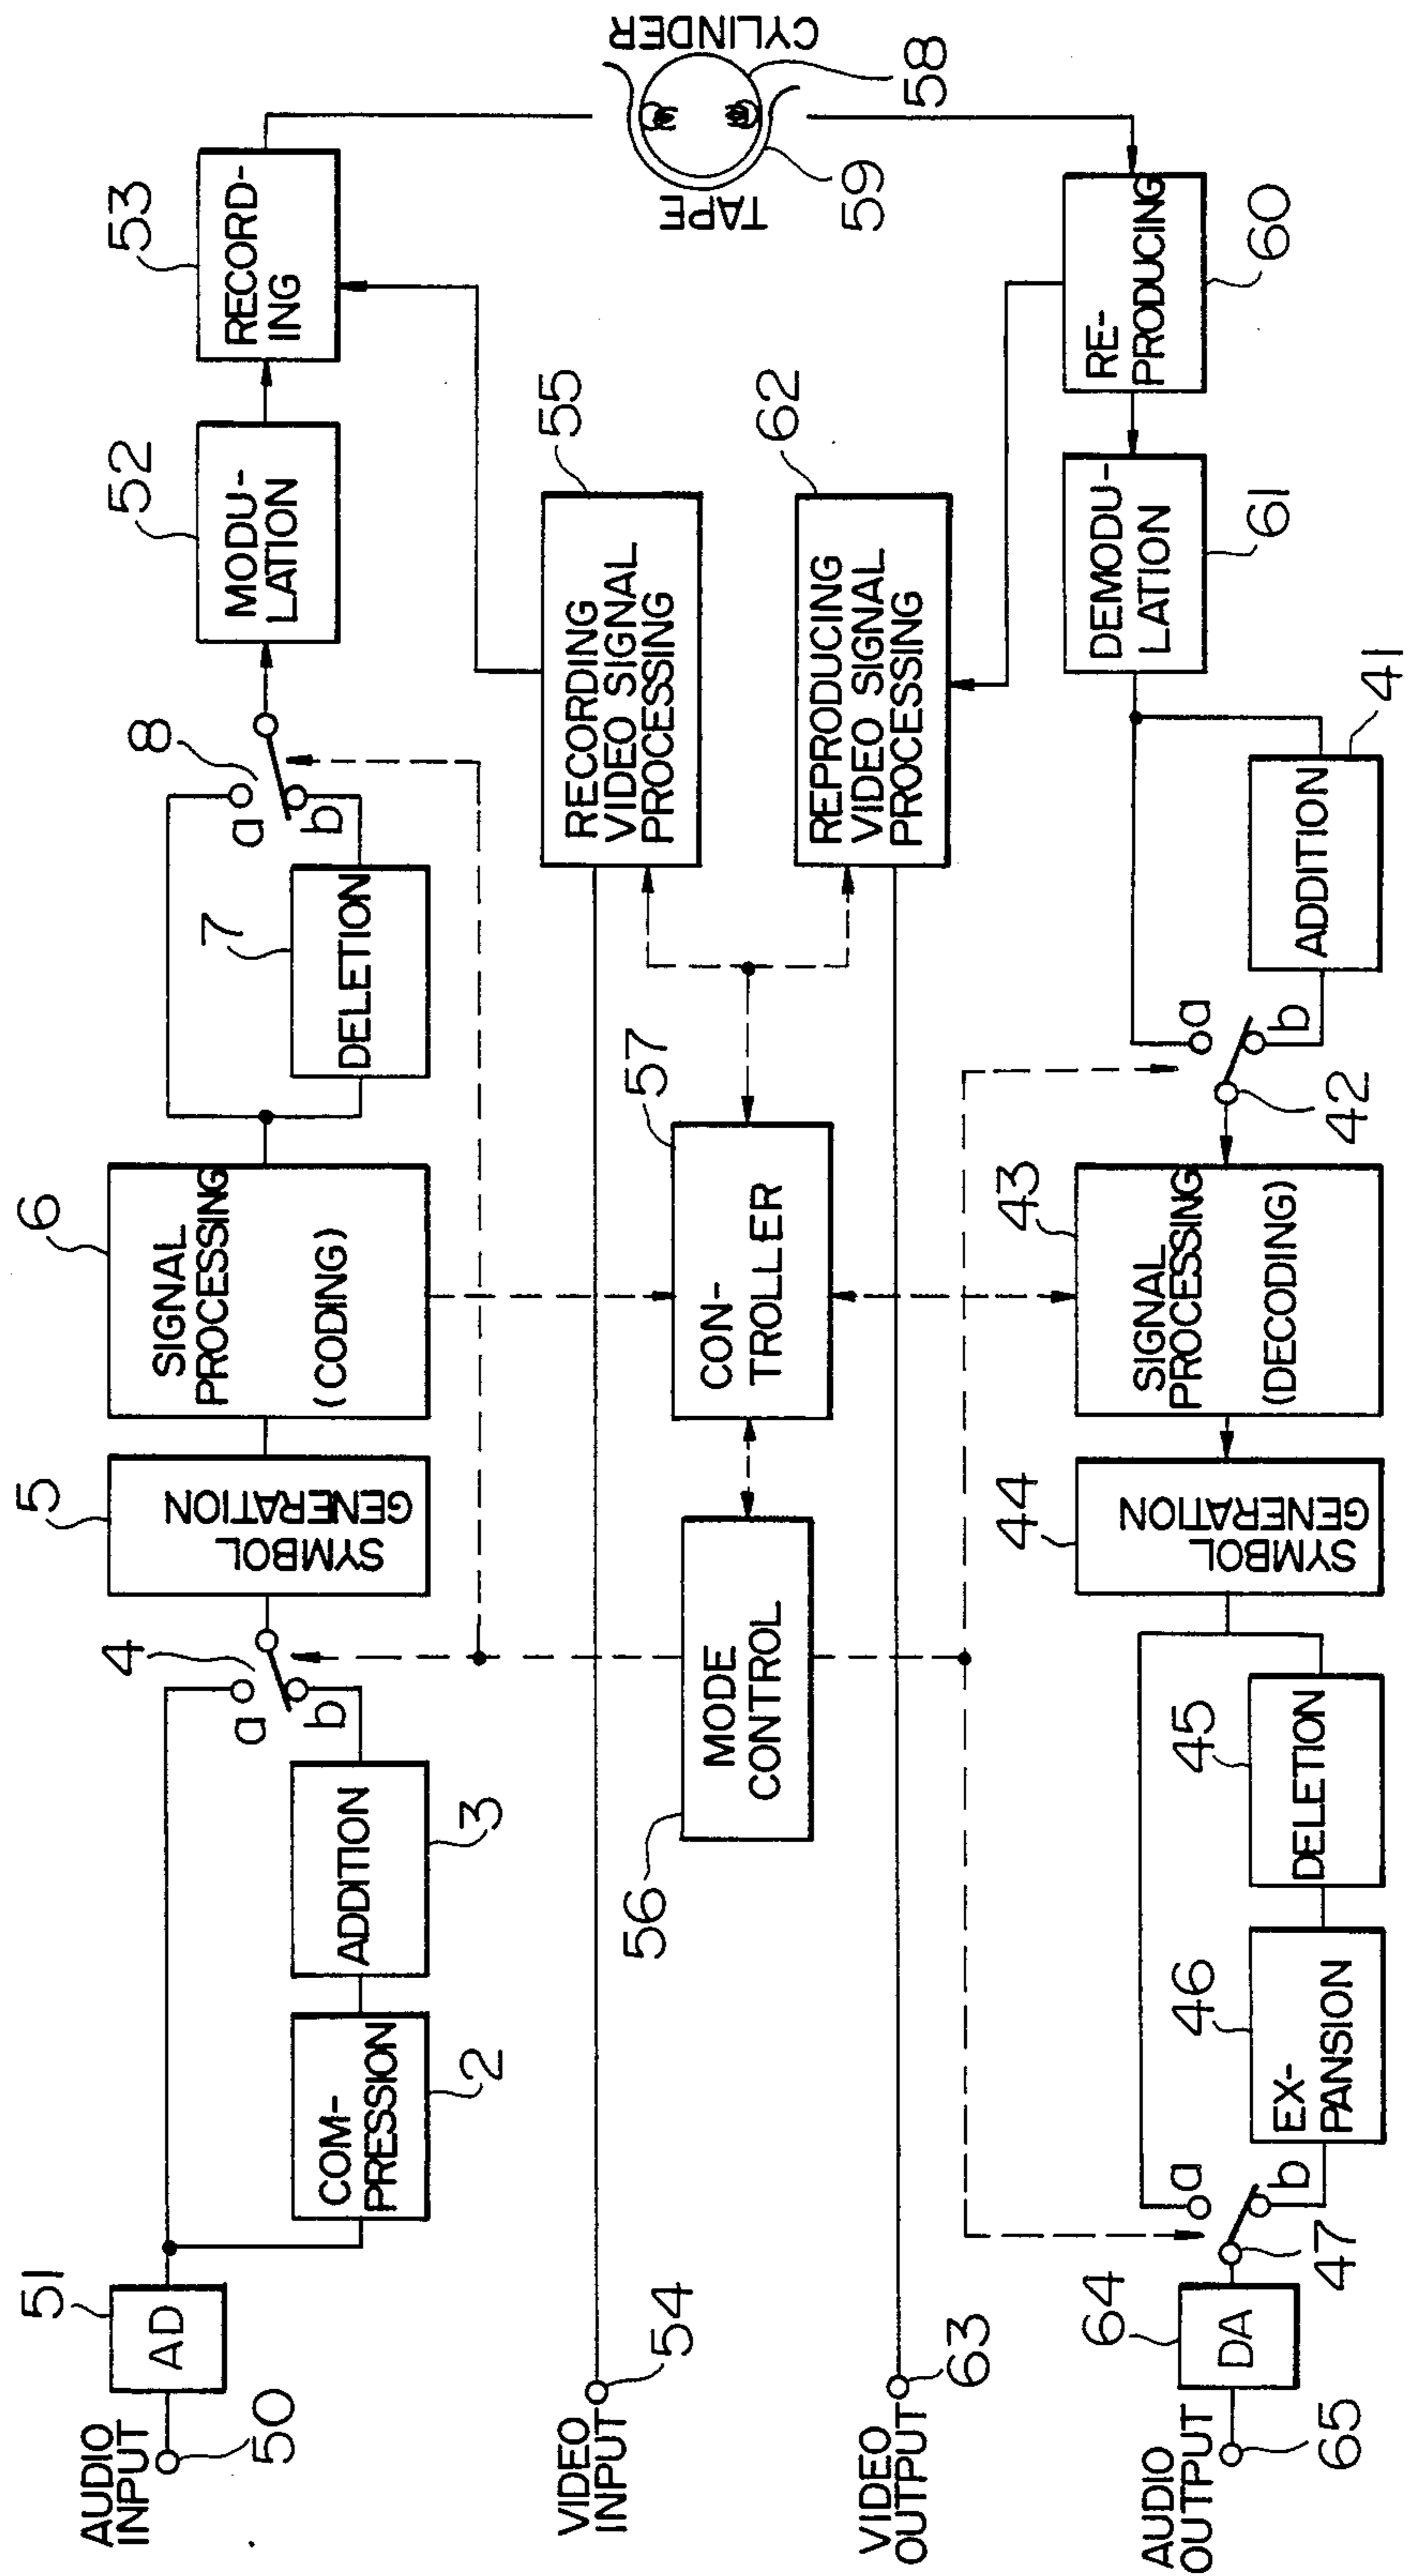 AUDIO
INPUT
50
51
AD
COM-
PRESSION
2
ADDITION
3
4
a
b
5
SYMBOL
GENERATION
6
SIGNAL
PROCESSING
(CODING)
7
DELETION
8
a
b
52
MODU-
LATION
53
RECORD-
ING
VIDEO
INPUT
54
55
RECORDING
VIDEO SIGNAL
PROCESSING
56
MODE
CONTROL
57
CON-
TROLLER
TAPE
59
CYLINDER
58
VIDEO
OUTPUT
63
62
REPRODUCING
VIDEO SIGNAL
PROCESSING
AUDIO
OUTPUT
65
64
DA
47
a
b
46
EX-
PANSION
45
DELETION
44
SYMBOL
GENERATION
43
SIGNAL
PROCESSING
(DECODING)
42
a
b
ADDITION
41
DEMODU-
LATION
61
RE-
PRODUCING
60